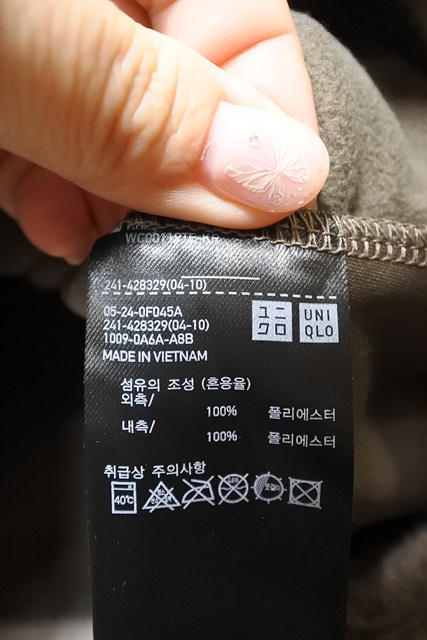 241-428329(04-10)
05-24-0F045A
241-428329(04-10)
1009-0A6A-A8B
MADE IN VIETNAM
ユニ
クロ
UNI
QLO
섬유의 조성 (혼용율)
외측/
100% 폴리에스터
내측/
100% 폴리에스터
취급상 주의사항
40℃